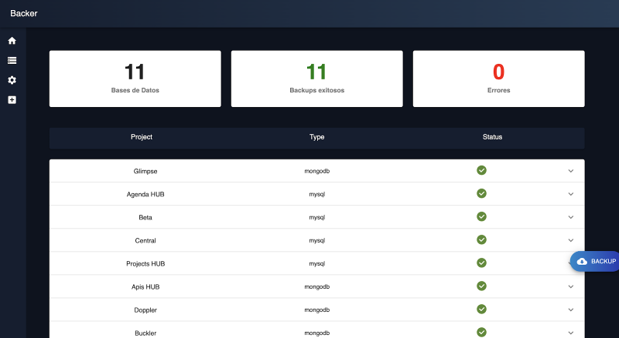 Backer
11
Bases de Datos
11
Backups exitosos
0
Errores
Project Type Status
Glimpse mongodb
Agenda HUB mysql
Beta mysql
Central mysql
Projects HUB mysql
BACKUP
Apis HUB mongodb
Doppler mongodb
Buckler mongodb